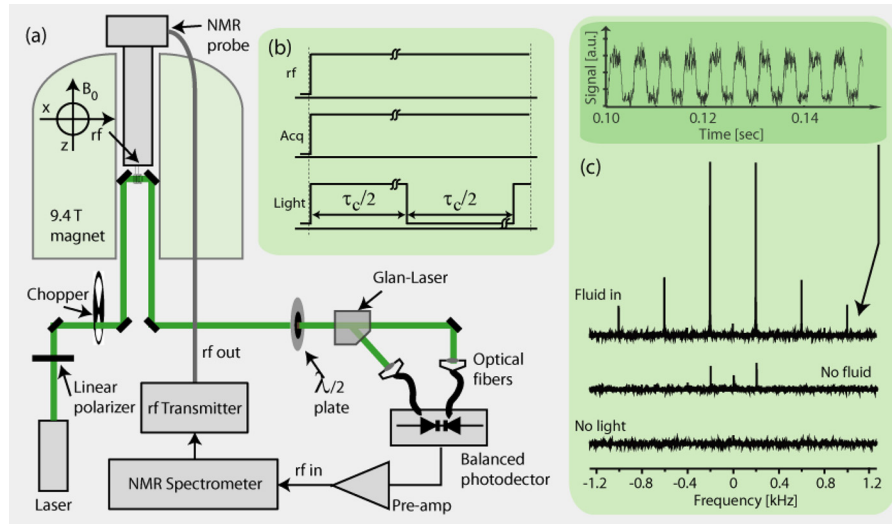 (a)
NMR
probe
B0
x
rf
z
9.4 T
magnet
Chopper
Linear
polarizer
Laser
rf out
rf Transmitter
NMR Spectrometer
rf in
Pre-amp
λ/2
plate
Glan-Laser
Optical
fibers
Balanced
photodector
(b)
rf
Acq
Light
τc/2
τc/2
Signal [a.u.]
0.10
0.12
0.14
Time [sec]
(c)
Fluid in
No fluid
No light
-1.2
-0.8
-0.4
0
0.4
0.8
1.2
Frequency [kHz]